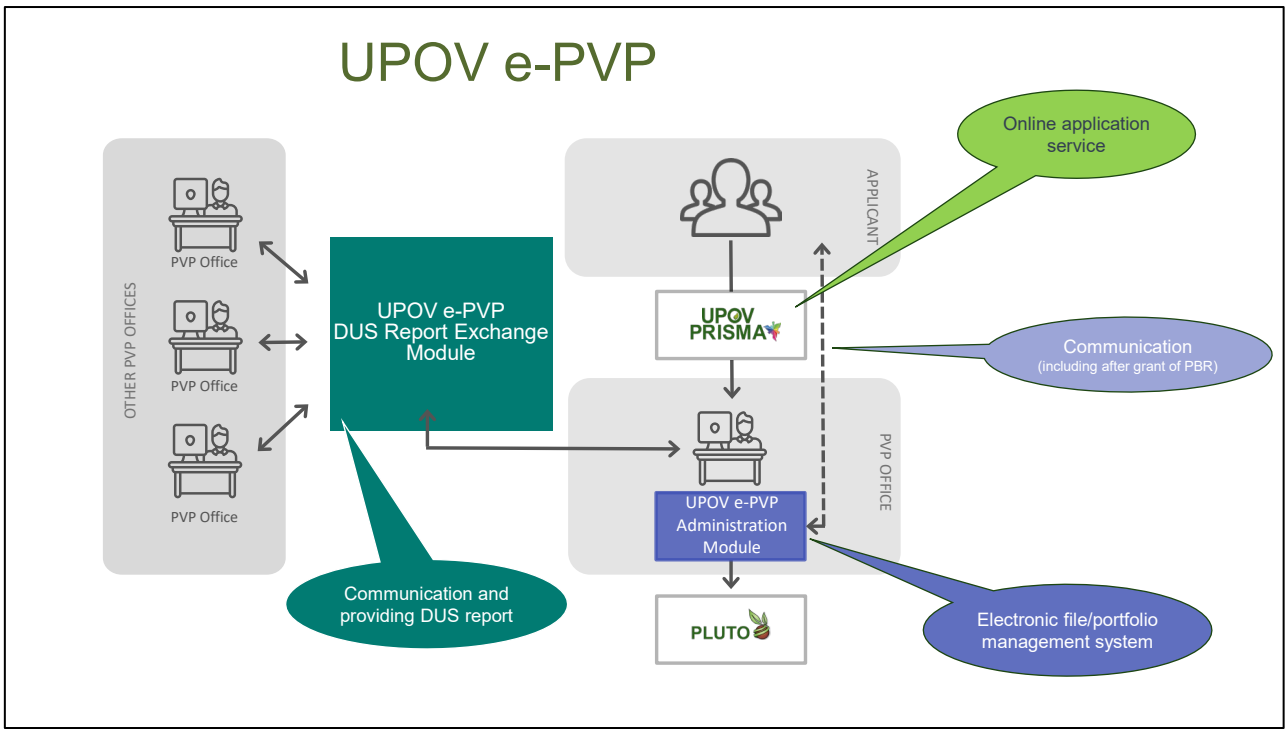 UPOV e-PVP
Online application
service
APPLICANT
OTHER PVP OFFICES
PVP Office
PVP Office
PVP Office
UPOV e-PVP
DUS Report Exchange
Module
UPOV
PRISMA
Communication
(including after grant of PBR)
PVP OFFICE
UPOV e-PVP
Administration
Module
Communication and
providing DUS report
PLUTO
Electronic file/portfolio
management system